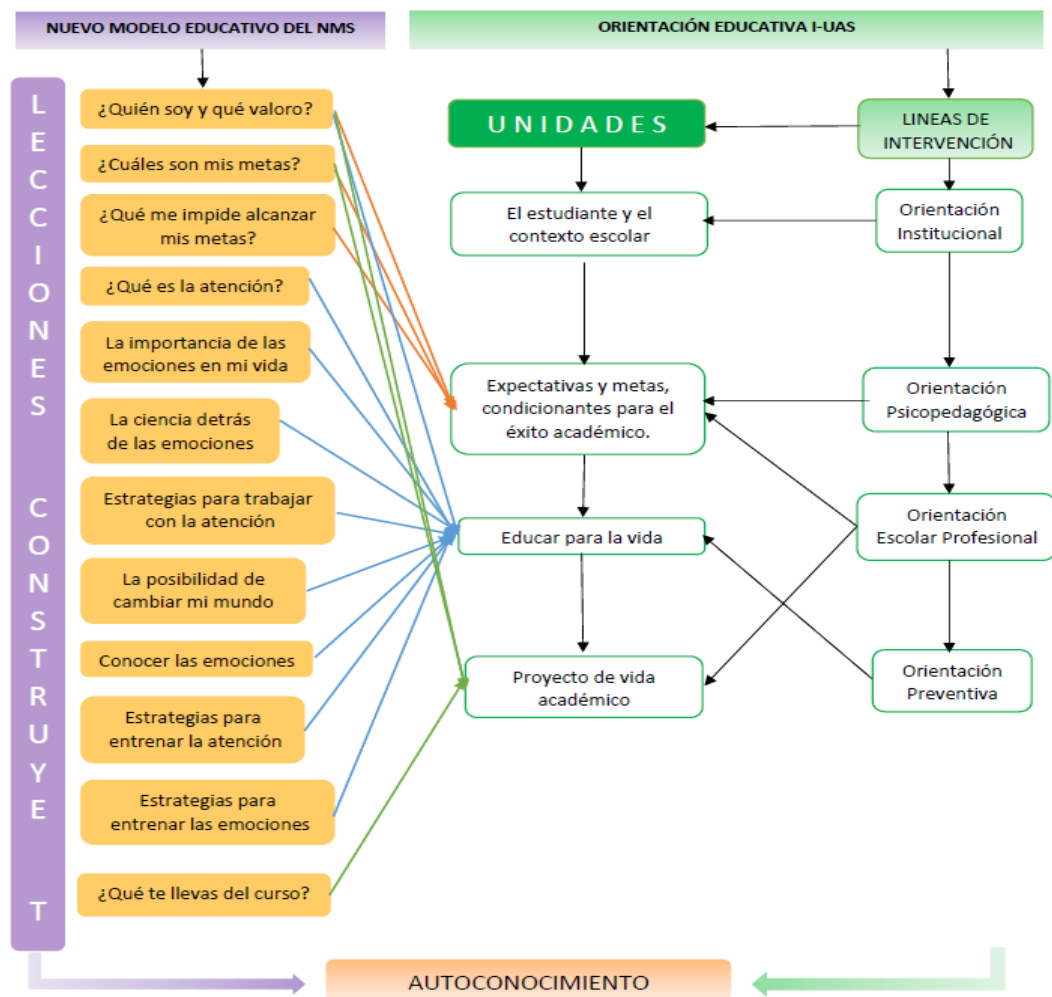 NUEVO MODELO EDUCATIVO DEL NMS
ORIENTACIÓN EDUCATIVA I-UAS
LECCIONES CONSTRUYE T
¿Quién soy y qué valoro?
¿Cuáles son mis metas?
¿Qué me impide alcanzar
mis metas?
¿Qué es la atención?
La importancia de las
emociones en mi vida
La ciencia detrás
de las emociones
Estrategias para trabajar
con la atención
La posibilidad de
cambiar mi mundo
Conocer las emociones
Estrategias para
entrenar la atención
Estrategias para
entrenar las emociones
¿Qué te llevas del curso?
UNIDADES
El estudiante y el
contexto escolar
Expectativas y metas,
condicionantes para el
éxito académico.
Educar para la vida
Proyecto de vida
académico
LINEAS DE
INTERVENCIÓN
Orientación
Institucional
Orientación
Psicopedagógica
Orientación
Escolar Profesional
Orientación
Preventiva
AUTOCONOCIMIENTO